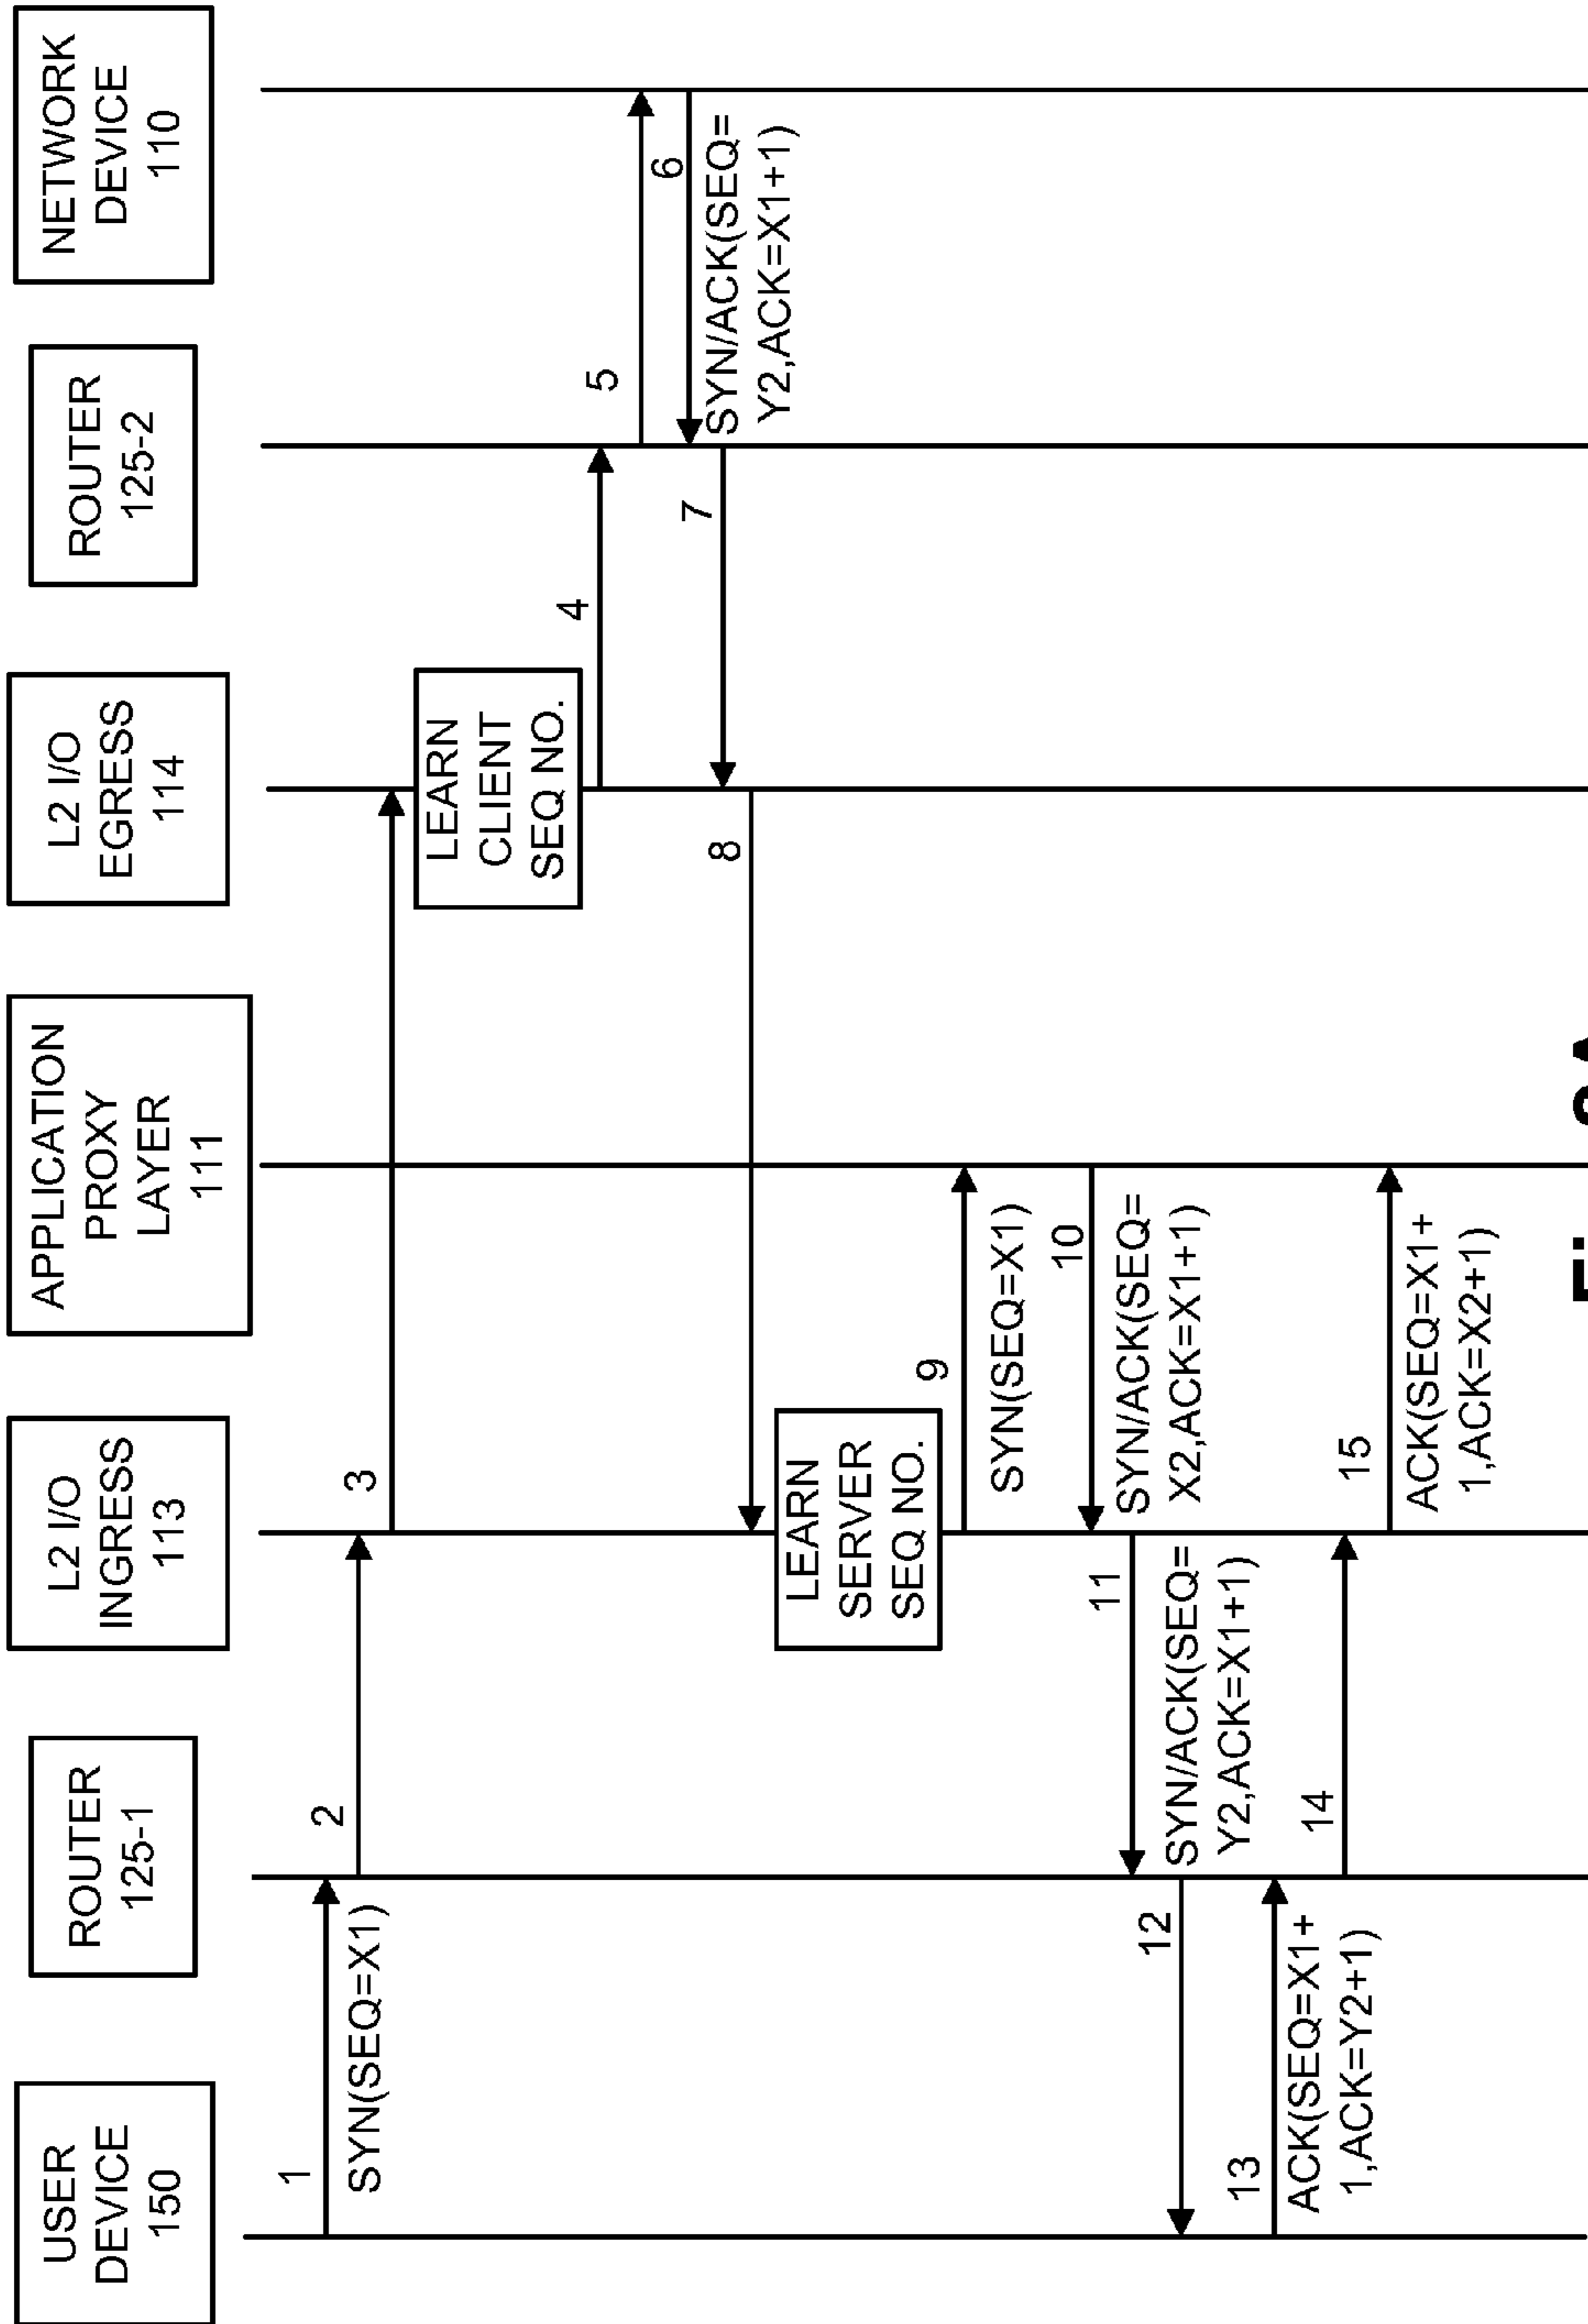 USER
DEVICE
150
ROUTER
125-1
L2 I/O
INGRESS
113
APPLICATION
PROXY
LAYER
111
L2 I/O
EGRESS
114
ROUTER
125-2
NETWORK
DEVICE
110
1
SYN(SEQ=X1)
2
3
LEARN
CLIENT
SEQ NO.
4
5
6
SYN/ACK(SEQ=
Y2,ACK=X1+1)
7
8
LEARN
SERVER
SEQ NO.
9
SYN(SEQ=X1)
10
SYN/ACK(SEQ=
X2,ACK=X1+1)
11
SYN/ACK(SEQ=
Y2,ACK=X1+1)
12
13
ACK(SEQ=X1+
1,ACK=Y2+1)
14
15
ACK(SEQ=X1+
1,ACK=X2+1)